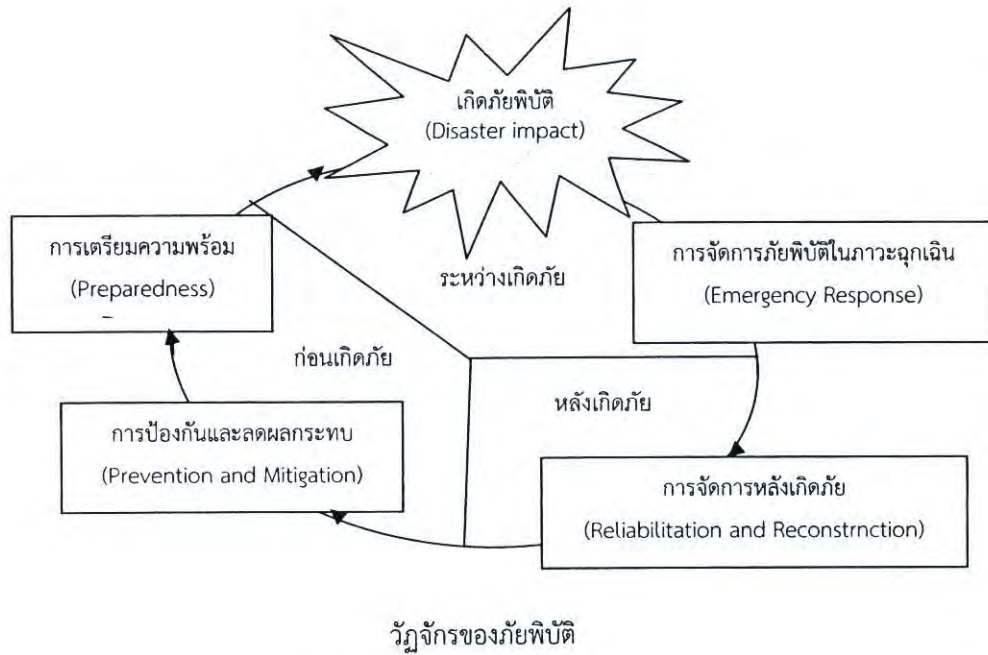 เกิดภัยพิบัติ
(Disaster impact)
การเตรียมความพร้อม
(Preparedness)
ระหว่างเกิดภัย
การจัดการภัยพิบัติในภาวะฉุกเฉิน
(Emergency Response)
ก่อนเกิดภัย
หลังเกิดภัย
การป้องกันและลดผลกระทบ
(Prevention and Mitigation)
การจัดการหลังเกิดภัย
(Reliabilitation and Reconstrnction)
วัฏจักรของภัยพิบัติ